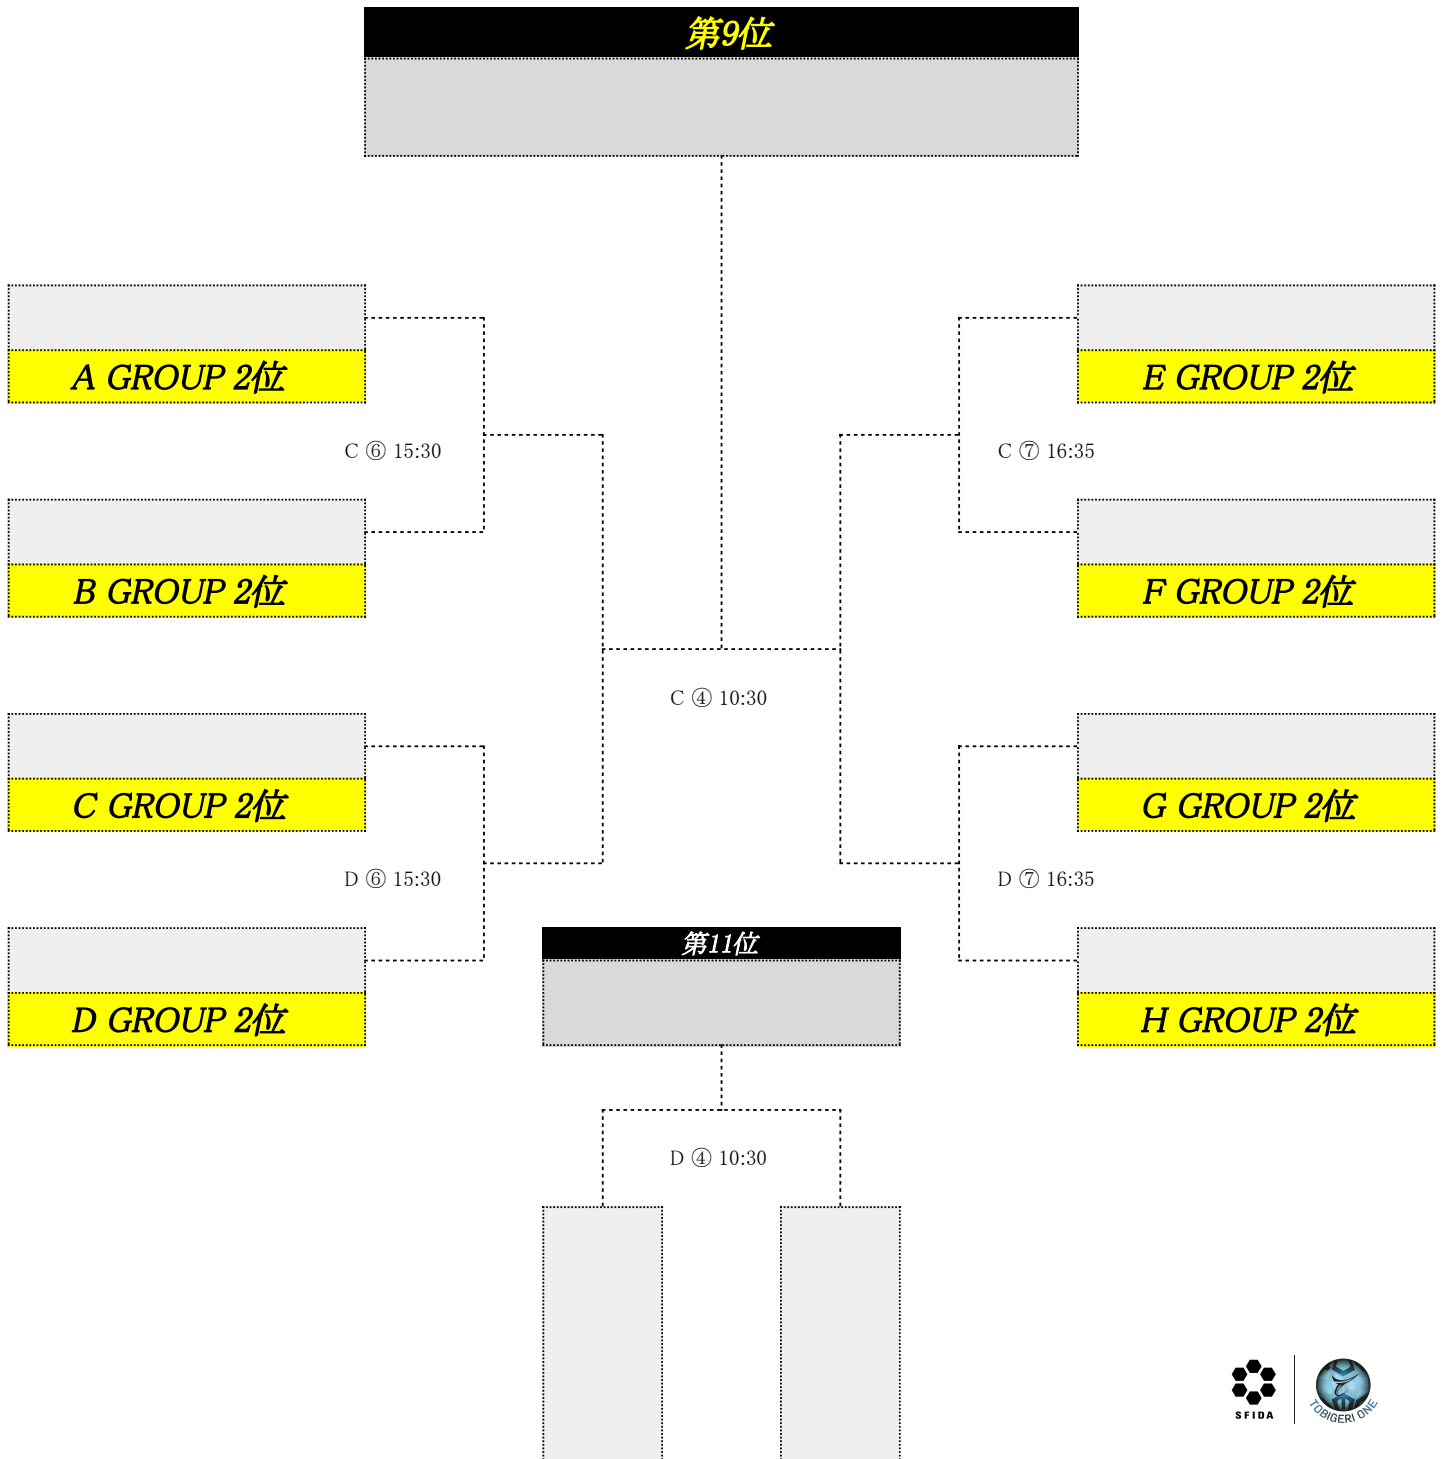 第9位
A GROUP 2位
E GROUP 2位
C ⑥ 15:30
C ⑦ 16:35
B GROUP 2位
F GROUP 2位
C ④ 10:30
C GROUP 2位
G GROUP 2位
D ⑥ 15:30
D ⑦ 16:35
第11位
D GROUP 2位
H GROUP 2位
D ④ 10:30
SFIDA
TOBIGERI ONE